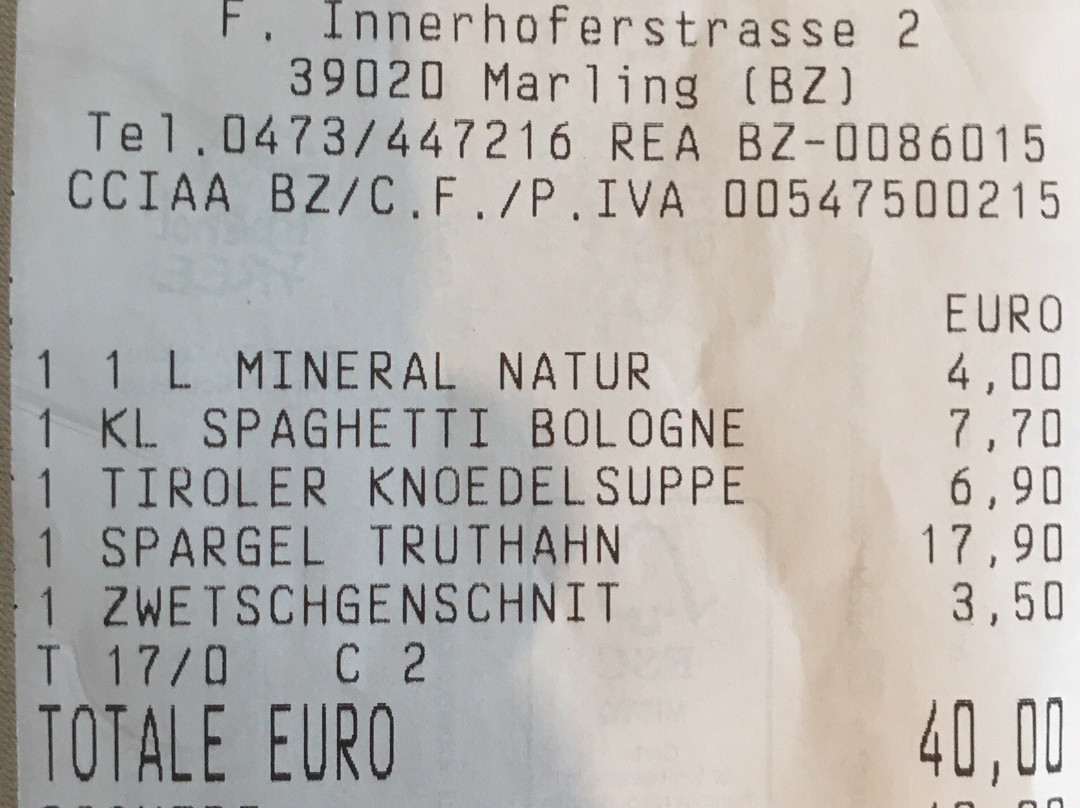 F. Innerhoferstrasse 2
39020 Marling (BZ)
Tel.0473/447216 REA BZ-0086015
CCIAA BZ/C.F./P.IVA 00547500215
EURO
1 1 L MINERAL NATUR 4,00
1 KL SPAGHETTI BOLOGNE 7,70
1 TIROLER KNOEDELSUPPE 6,90
1 SPARGEL TRUTHAHN 17,90
1 ZWETSCHGENSCHNIT 3,50
T 17/0 C 2
TOTALE EURO 40,00